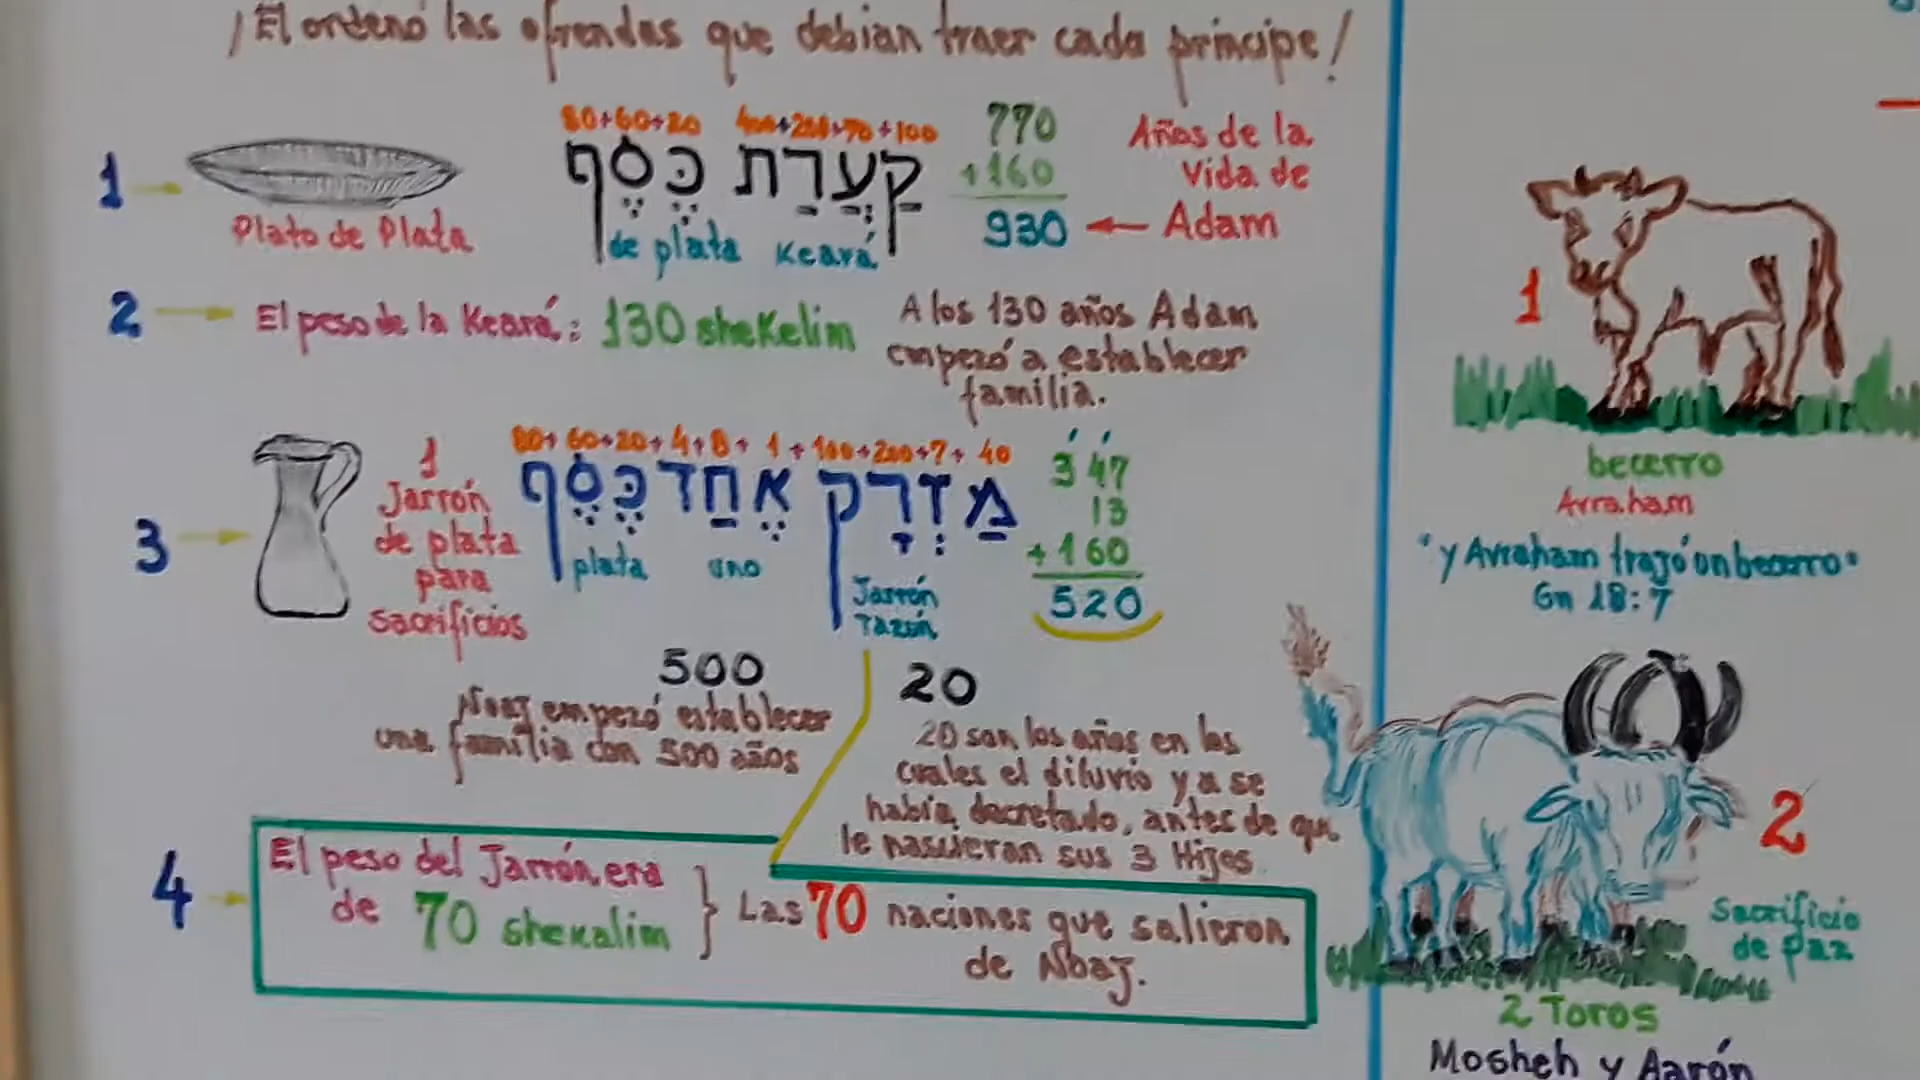 ¡Él ordenó las ofrendas que debian traer cada principe!
80+60+20 400+200+70+100
770
Años de la
1
קַעֲרַת כֶּסֶף
+160
Vida de
Plato de Plata
de plata Keará
930
Adam
2
El peso de la Keará: 130 sheKelim
A los 130 años Adam
empezó a establecer
familia.
80+ 60+20+ 4+8+ 1 +100+200+7+ 40
347
3
1
Jarrón
de plata
para
sacrificios
מִזְרָק אֶחַד כֶּסֶף
13
+160
plata uno
Jarrón
Tazón
520
500
Noaj empezó establecer
una familia con 500 años
20
20 son los años en los
cuales el diluvio ya se
había decretado, antes de que
le nascieran sus 3 Hijos
4
El peso del Jarrón era
de 70 shekalim
Las 70 naciones que salieron
de Noaj.
1
becerro
Avraham
"y Avraham trajó un becerro"
Gn 18:7
2
Sacrificio
de paz
2 Toros
Mosheh y Aarón